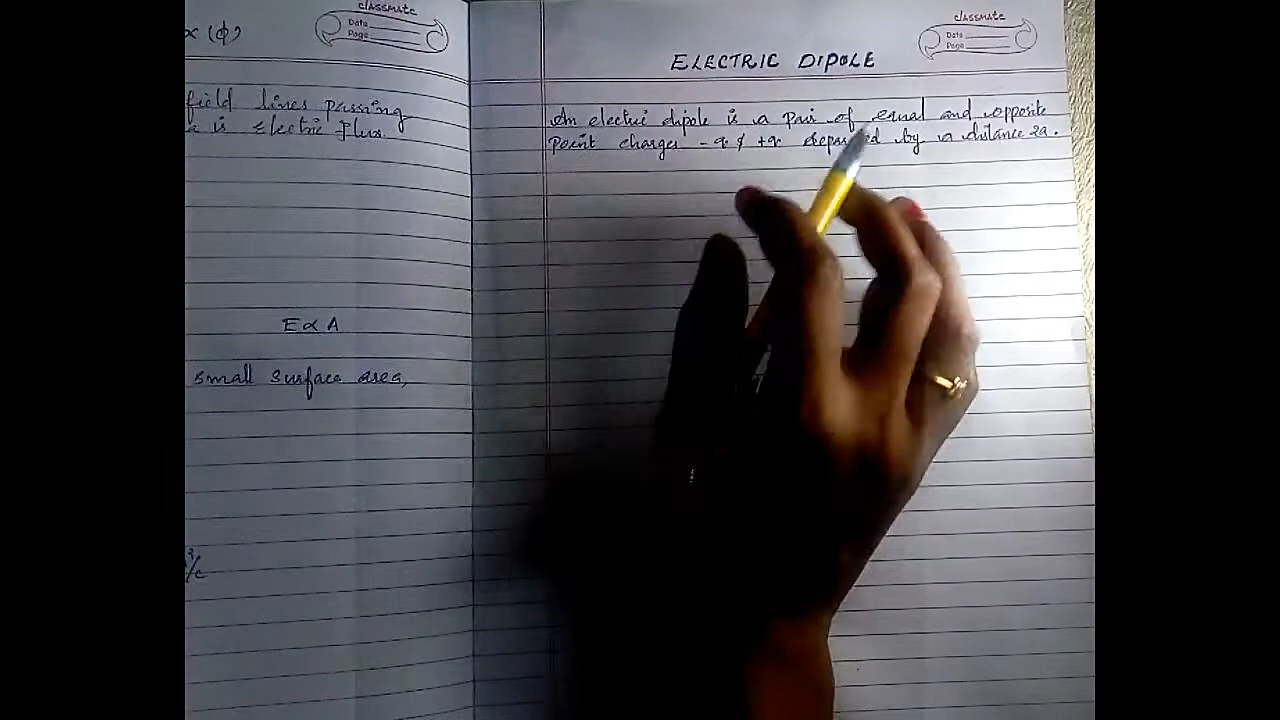 x (ϕ)
classmate
Date
Page
field lines passing
a is electric flux.
E∝ A
small surface area,
/c
classmate
Date
Page
ELECTRIC DIPOLE
An electric dipole is a pair of equal and opposite
point charges -q & +q by a distance 2a.